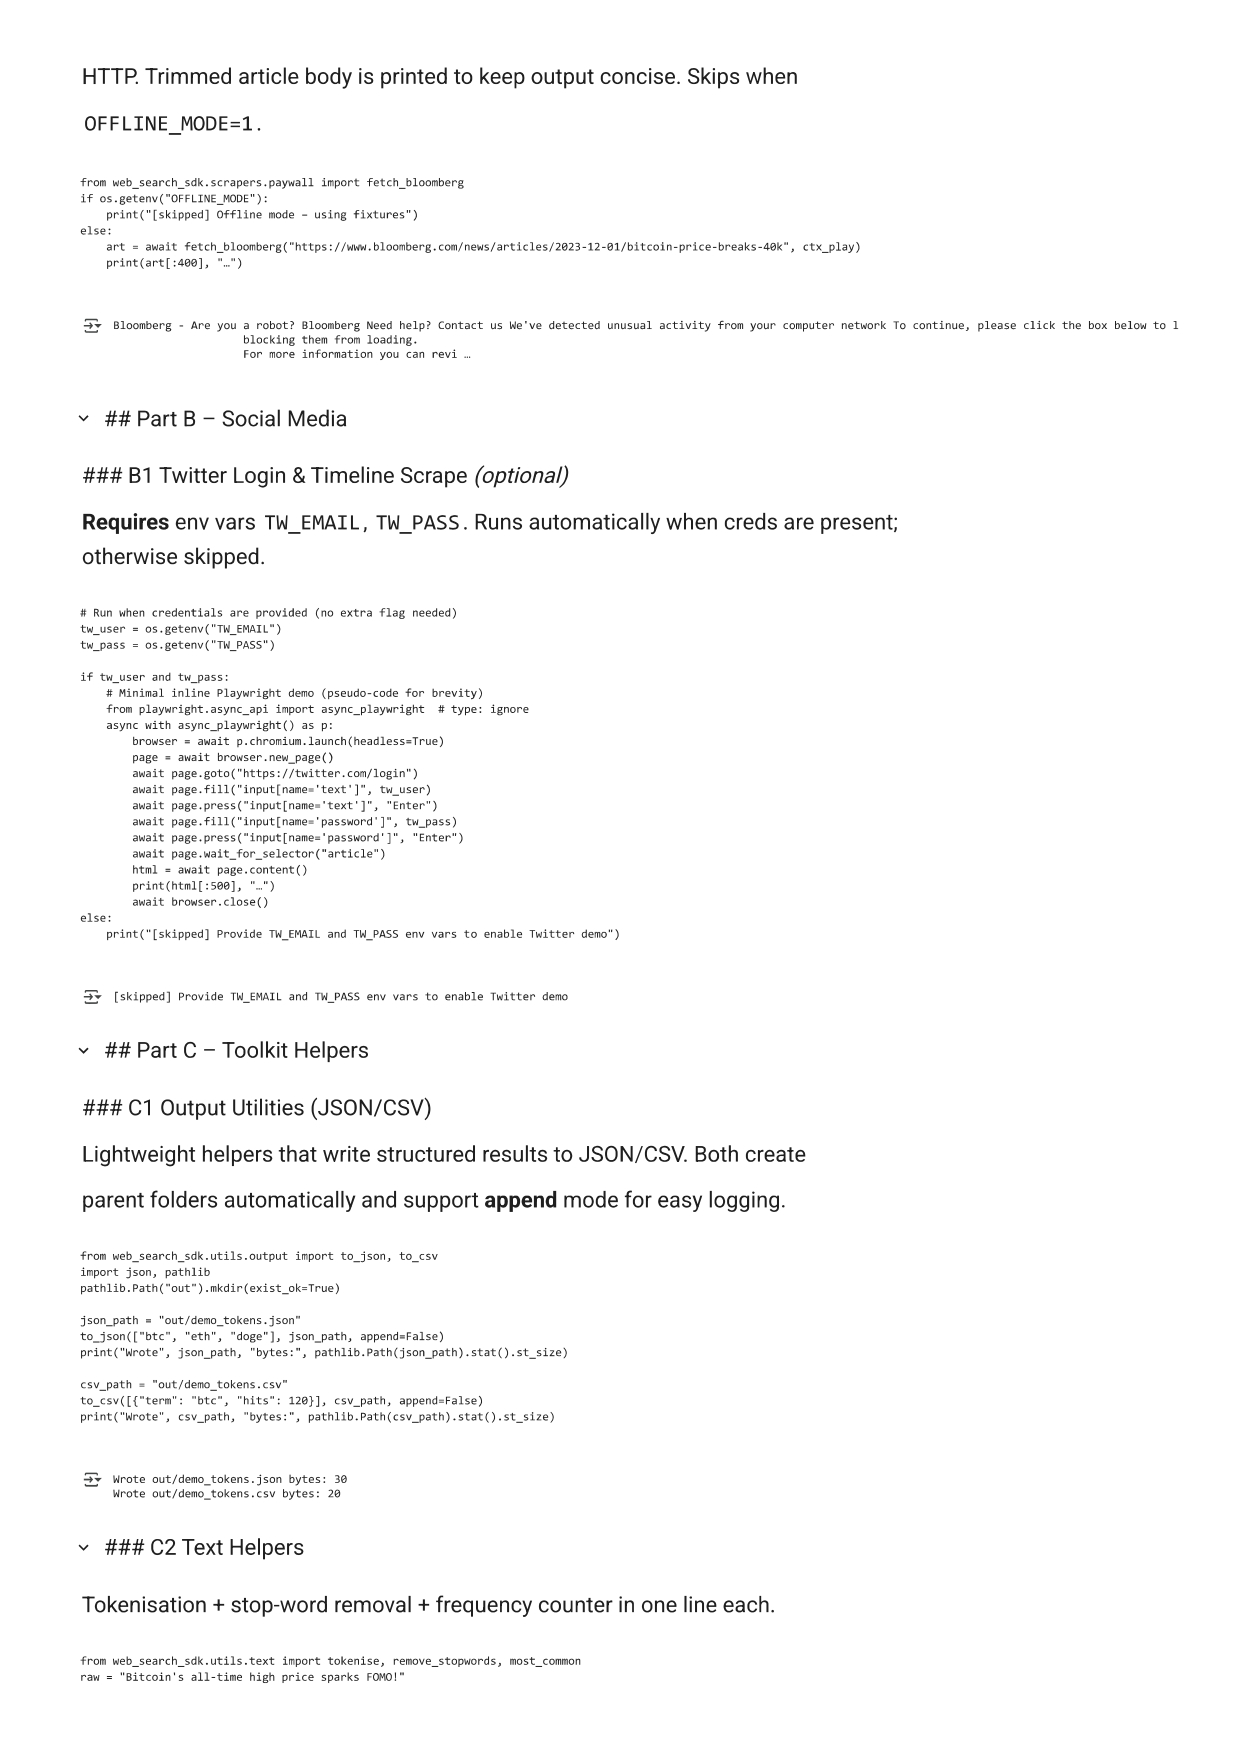 HTTP. Trimmed article body is printed to keep output concise. Skips when
OFFLINE_MODE=1.
from web_search_sdk.scrapers.paywall import fetch_bloomberg
if os.getenv("OFFLINE_MODE"):
    print("[skipped] Offline mode – using fixtures")
else:
    art = await fetch_bloomberg("https://www.bloomberg.com/news/articles/2023-12-01/bitcoin-price-breaks-40k", ctx_play)
    print(art[:400], "…")
Bloomberg - Are you a robot? Bloomberg Need help? Contact us We've detected unusual activity from your computer network To continue, please click the box below to l
blocking them from loading.
For more information you can revi …
## Part B – Social Media
### B1 Twitter Login & Timeline Scrape (optional)
Requires env vars TW_EMAIL, TW_PASS. Runs automatically when creds are present;
otherwise skipped.
# Run when credentials are provided (no extra flag needed)
tw_user = os.getenv("TW_EMAIL")
tw_pass = os.getenv("TW_PASS")
if tw_user and tw_pass:
    # Minimal inline Playwright demo (pseudo-code for brevity)
    from playwright.async_api import async_playwright  # type: ignore
    async with async_playwright() as p:
        browser = await p.chromium.launch(headless=True)
        page = await browser.new_page()
        await page.goto("https://twitter.com/login")
        await page.fill("input[name='text']", tw_user)
        await page.press("input[name='text']", "Enter")
        await page.fill("input[name='password']", tw_pass)
        await page.press("input[name='password']", "Enter")
        await page.wait_for_selector("article")
        html = await page.content()
        print(html[:500], "…")
        await browser.close()
else:
    print("[skipped] Provide TW_EMAIL and TW_PASS env vars to enable Twitter demo")
[skipped] Provide TW_EMAIL and TW_PASS env vars to enable Twitter demo
## Part C – Toolkit Helpers
### C1 Output Utilities (JSON/CSV)
Lightweight helpers that write structured results to JSON/CSV. Both create
parent folders automatically and support append mode for easy logging.
from web_search_sdk.utils.output import to_json, to_csv
import json, pathlib
pathlib.Path("out").mkdir(exist_ok=True)
json_path = "out/demo_tokens.json"
to_json(["btc", "eth", "doge"], json_path, append=False)
print("Wrote", json_path, "bytes:", pathlib.Path(json_path).stat().st_size)
csv_path = "out/demo_tokens.csv"
to_csv([{"term": "btc", "hits": 120}], csv_path, append=False)
print("Wrote", csv_path, "bytes:", pathlib.Path(csv_path).stat().st_size)
Wrote out/demo_tokens.json bytes: 30
Wrote out/demo_tokens.csv bytes: 20
### C2 Text Helpers
Tokenisation + stop-word removal + frequency counter in one line each.
from web_search_sdk.utils.text import tokenise, remove_stopwords, most_common
raw = "Bitcoin's all-time high price sparks FOMO!"